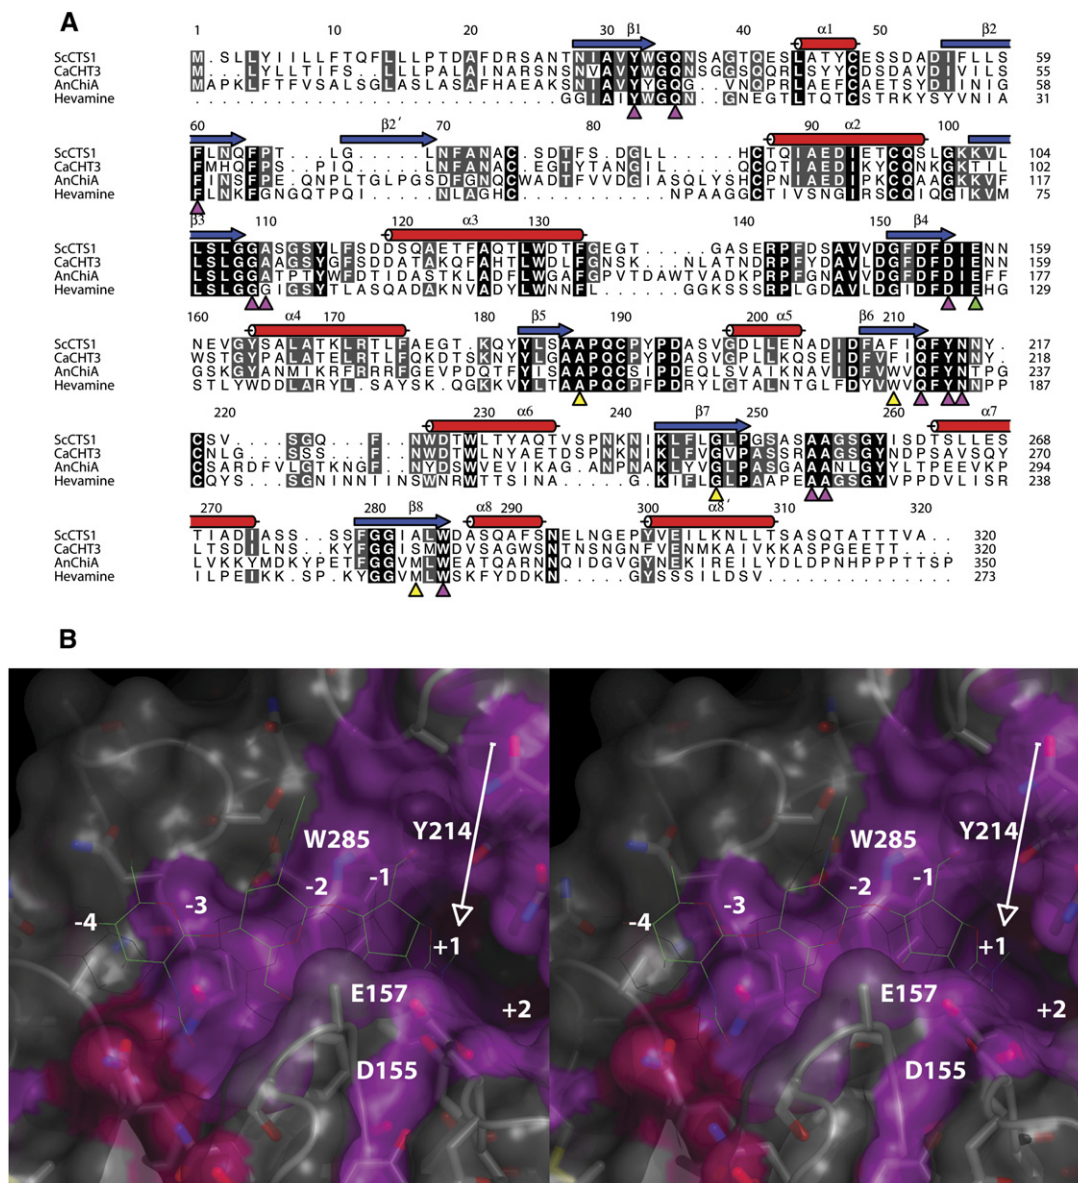 A
1 10 20 30 β1 40 α1 50 β2
ScCTS1 M.SLLYIILLFTQFLLLPTDAFDRSANTNIAVYWGQNSAGTQESLATYCESSDADIFLLS 59
CaCHT3 M...LYLLTIFS..LLLPALAINARSNSNVAVYWGQNSGGSQQRLSYYCDSDAVDIVILS 55
AnChiA MAPKLFTFVSALSGLASLASAFHAEAKSNIAVYYGQG..VNQPRLAEFCAETSYDIINIG 58
Hevamine ...........................GGIAIYWGQN..GNEGTLTQTCSTRKYSYVNIA 31
60 β2′ 70 80 90 α2 100
ScCTS1 FLNQFPT...LG.....LNFANAC.SDTFS.DGLL....HCTQIAEDIETCQSLGKKVL 104
CaCHT3 FMHQFPS...PIQ....LNFANAC.EGTYTANGIL....QCQTIAEDIKYCQNKGKTIL 102
AnChiA FINSFPE.QNPLTGLPGSDFGNQCWADTFVVDGIASQLYSHCPNIAEDIPKCQAAGKKVF 117
Hevamine FLNKFGNGQTPQI....NLAGHC.........NPAAGGCTIVSNGIRSCQIQGIKVM 75
β3 110 120 α3 130 140 150 β4
ScCTS1 LSLGGASGSYLFSDDSQAETFAQTLWDTFGEGT.....GASERPFDSAVVDGFDFDIENN 159
CaCHT3 LSLGGASGSYGFSDDATAKQFAHTLWDLFGNSK....NLATNDRPFYDAVLDGFDFDIEN 159
AnChiA LSLGGATPTYWFDTIDASTKLADFLWGAFGPVTDAWTVADKPRPFGNAVVDGFDFDIEFF 177
Hevamine LSLGGGIGSYTLASQADAKNVADYLWNNFL......GGKSSSRPLGDAVLDGIDFDIEHG 129
160 α4 170 180 β5 190 200 α5 β6 210
ScCTS1 NEVGYSALATKLRTLFAEGT.KQYYLSAAPQCPYPDASVGDLLENADIDFAFIQFYNNY. 217
CaCHT3 WSTGYPALATELRTLFQKDTSKNYYLGAAPQCPYPDASVGPLLKQSEIDFVFIQFYNNY. 218
AnChiA GSKGYANMIKRFRRRFGEVPDQTFYISAAPQCSIPDEQLSVAIKNAVIDFVWVQFYNNPG 237
Hevamine STLYWDDLARYL.SAYSK.QGKKVYLTAAPQCPFPDRYLGTALNTGLFDYVWVQFYNNPP 187
220 230 α6 240 β7 250 260 α7
ScCTS1 CSV....SGQ..F..NWDTWLTYAQTVSPNKNIKLFLGLPGSASAAGSGYISDTSLLES 268
CaCHT3 CNLG....SSS..F.NWDTWLNYAETDSPNKNIKLFVGVPASSRAAGSGYNDPSAVSQY 270
AnChiA CSARDFVLGTKNGF..NYDSWVEVIKAG.ANPNAKLYVGLPASGAAANLGYYLTPEEVKP 294
Hevamine CQYS...SGNINNIINSWNRWTTSI.....NAGKIFLGLPAAPEAAGSGYVPPDVLISR 238
270 280 β8 α8 290 300 α8′ 310 320
ScCTS1 TIADIASS..SSFGGIALWDASQAFSNELNGEPYVEILKNLLTSASQTATTTVA.. 320
CaCHT3 LTSDILNS..KYFGGISMWDVSAGWSNTNSNGNFVENMKAIVKKASPGEETT.... 320
AnChiA LVKKYMDKYPETFGGVMLWEATQARNNQIDGVGYNEKIREILYDLDPNHPPPTTSP 350
Hevamine ILPEIKK.SP.KYGGVMLWSKFYDDKN......GYSSSILDSV............. 273
B
W285 Y214
-1
-2
-3
-4
+1
E157
+2
D155
W285 Y214
-1
-2
-3
-4
+1
E157
+2
D155